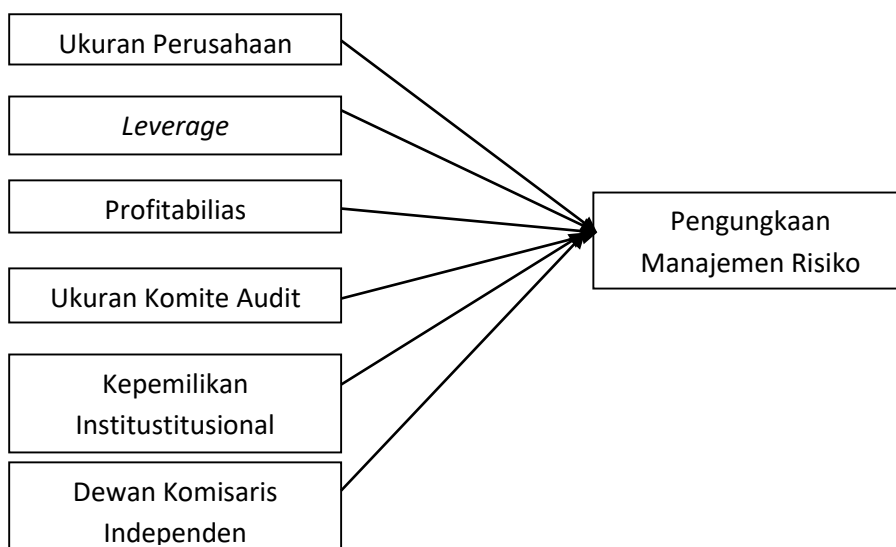 Ukuran Perusahaan
Leverage
Profitabilias
Ukuran Komite Audit
Kepemilikan
Institustitusional
Dewan Komisaris
Independen
Pengungkaan
Manajemen Risiko